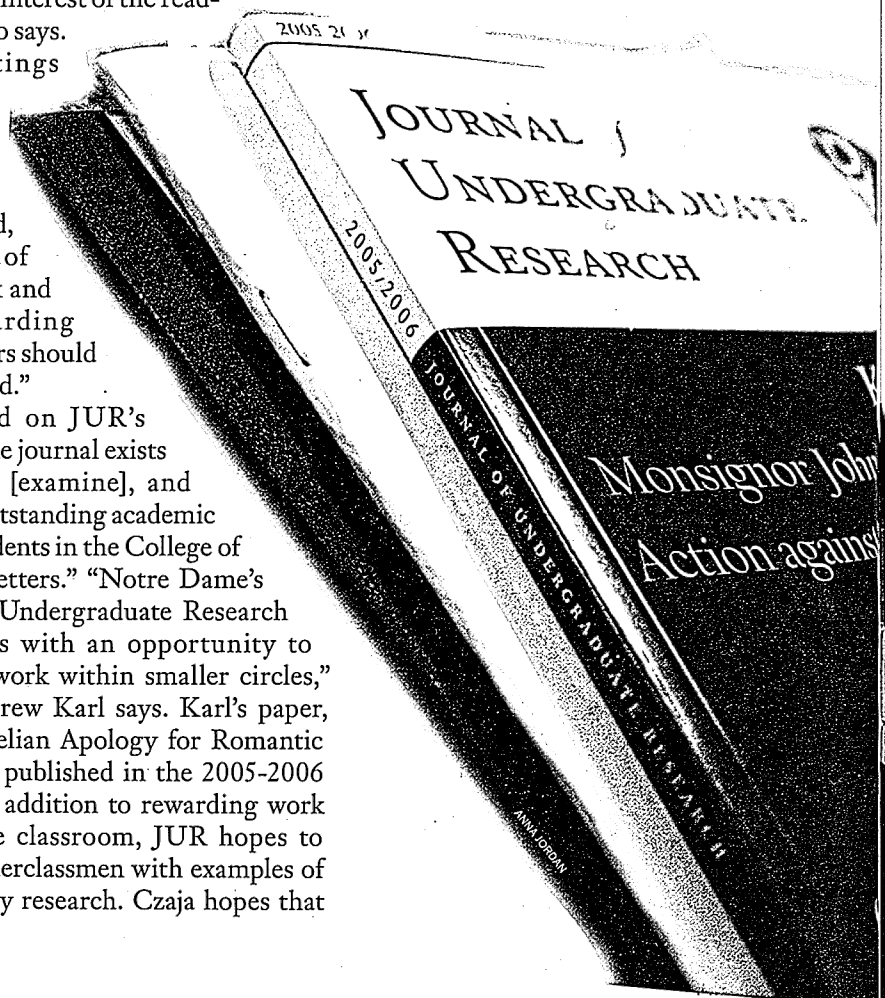 interest of the read-
o says.
tings
d,
of
and
arding
rs should
d.”
d on JUR’s
e journal exists
[examine], and
tstanding academic
dents in the College of
etters.” “Notre Dame’s
Undergraduate Research
s with an opportunity to
work within smaller circles,”
rew Karl says. Karl’s paper,
elian Apology for Romantic
published in the 2005-2006
addition to rewarding work
e classroom, JUR hopes to
erclassmen with examples of
y research. Czaja hopes that
2005
JOURNAL
UNDERGRADUATE
RESEARCH
2005/2006
JOURNAL OF UNDERGRADUATE RESEARCH
K
Monsignor John
Action against
ANNA JORDAN